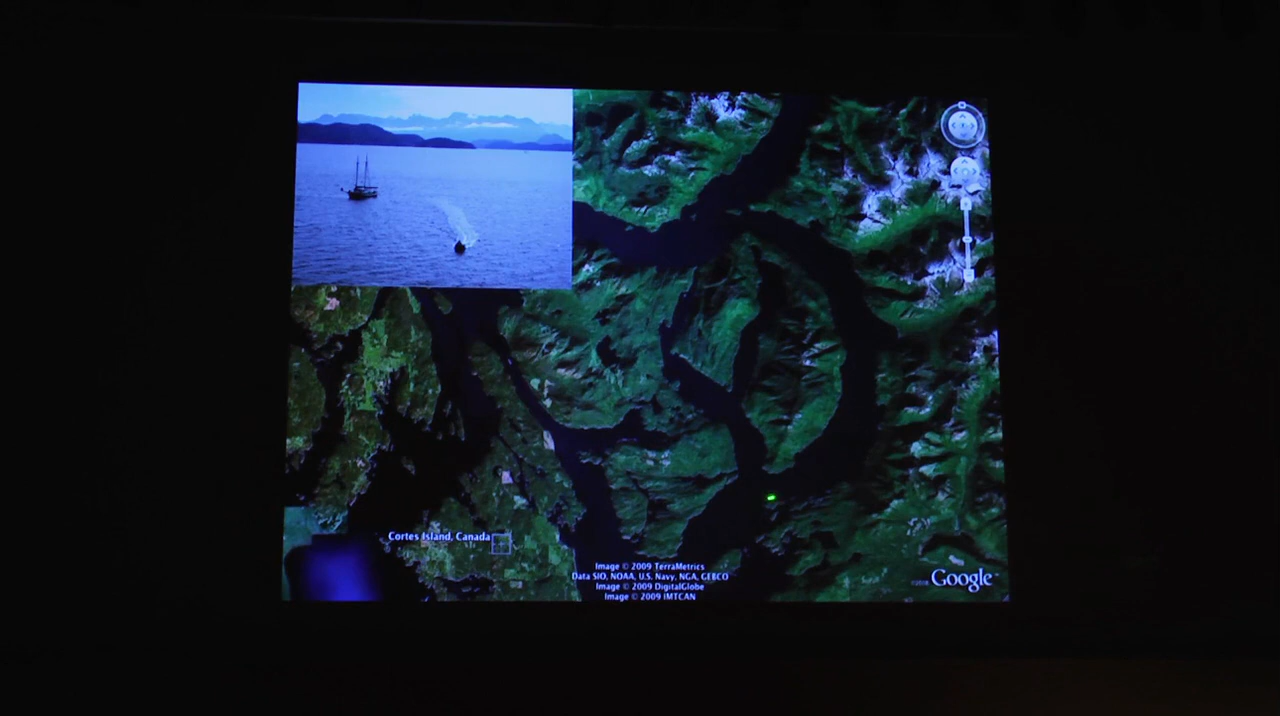 Cortes Island, Canada
Image © 2009 TerraMetrics
Data SIO, NOAA, U.S. Navy, NGA, GEBCO
Image © 2009 DigitalGlobe
Image © 2009 IMTCAN
Google